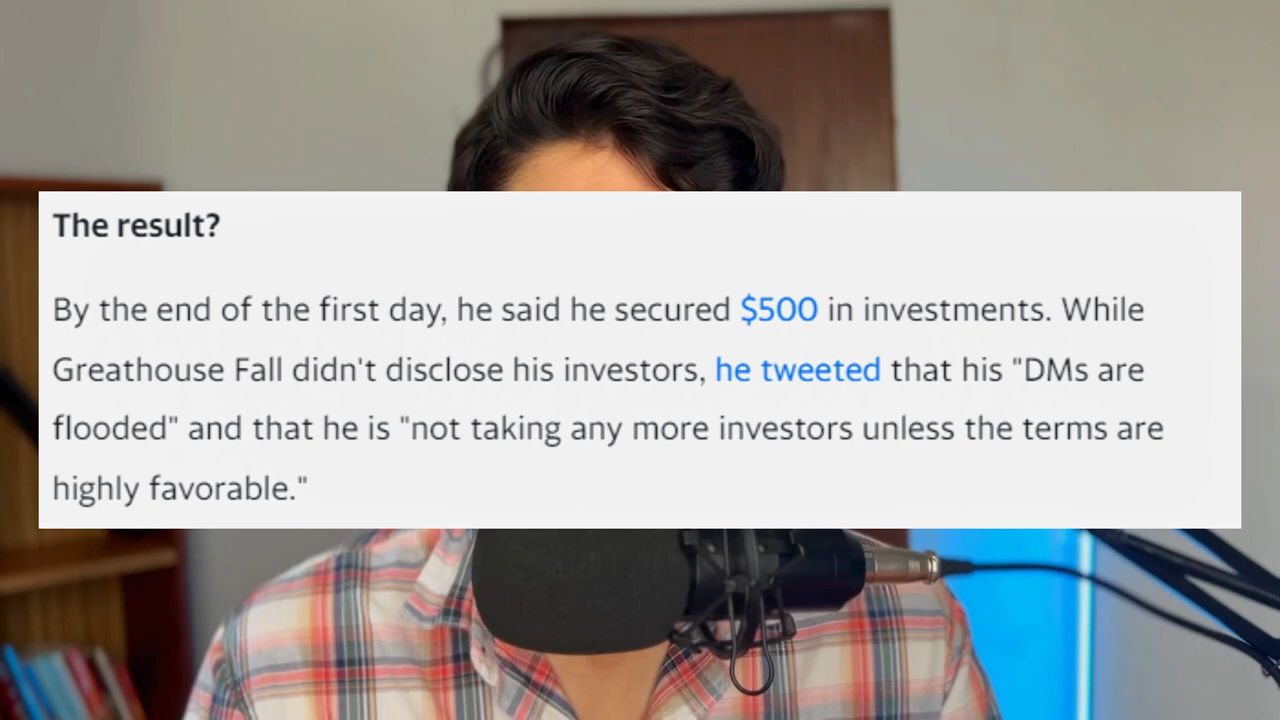 The result?
By the end of the first day, he said he secured $500 in investments. While
Greathouse Fall didn't disclose his investors, he tweeted that his "DMs are
flooded" and that he is "not taking any more investors unless the terms are
highly favorable."